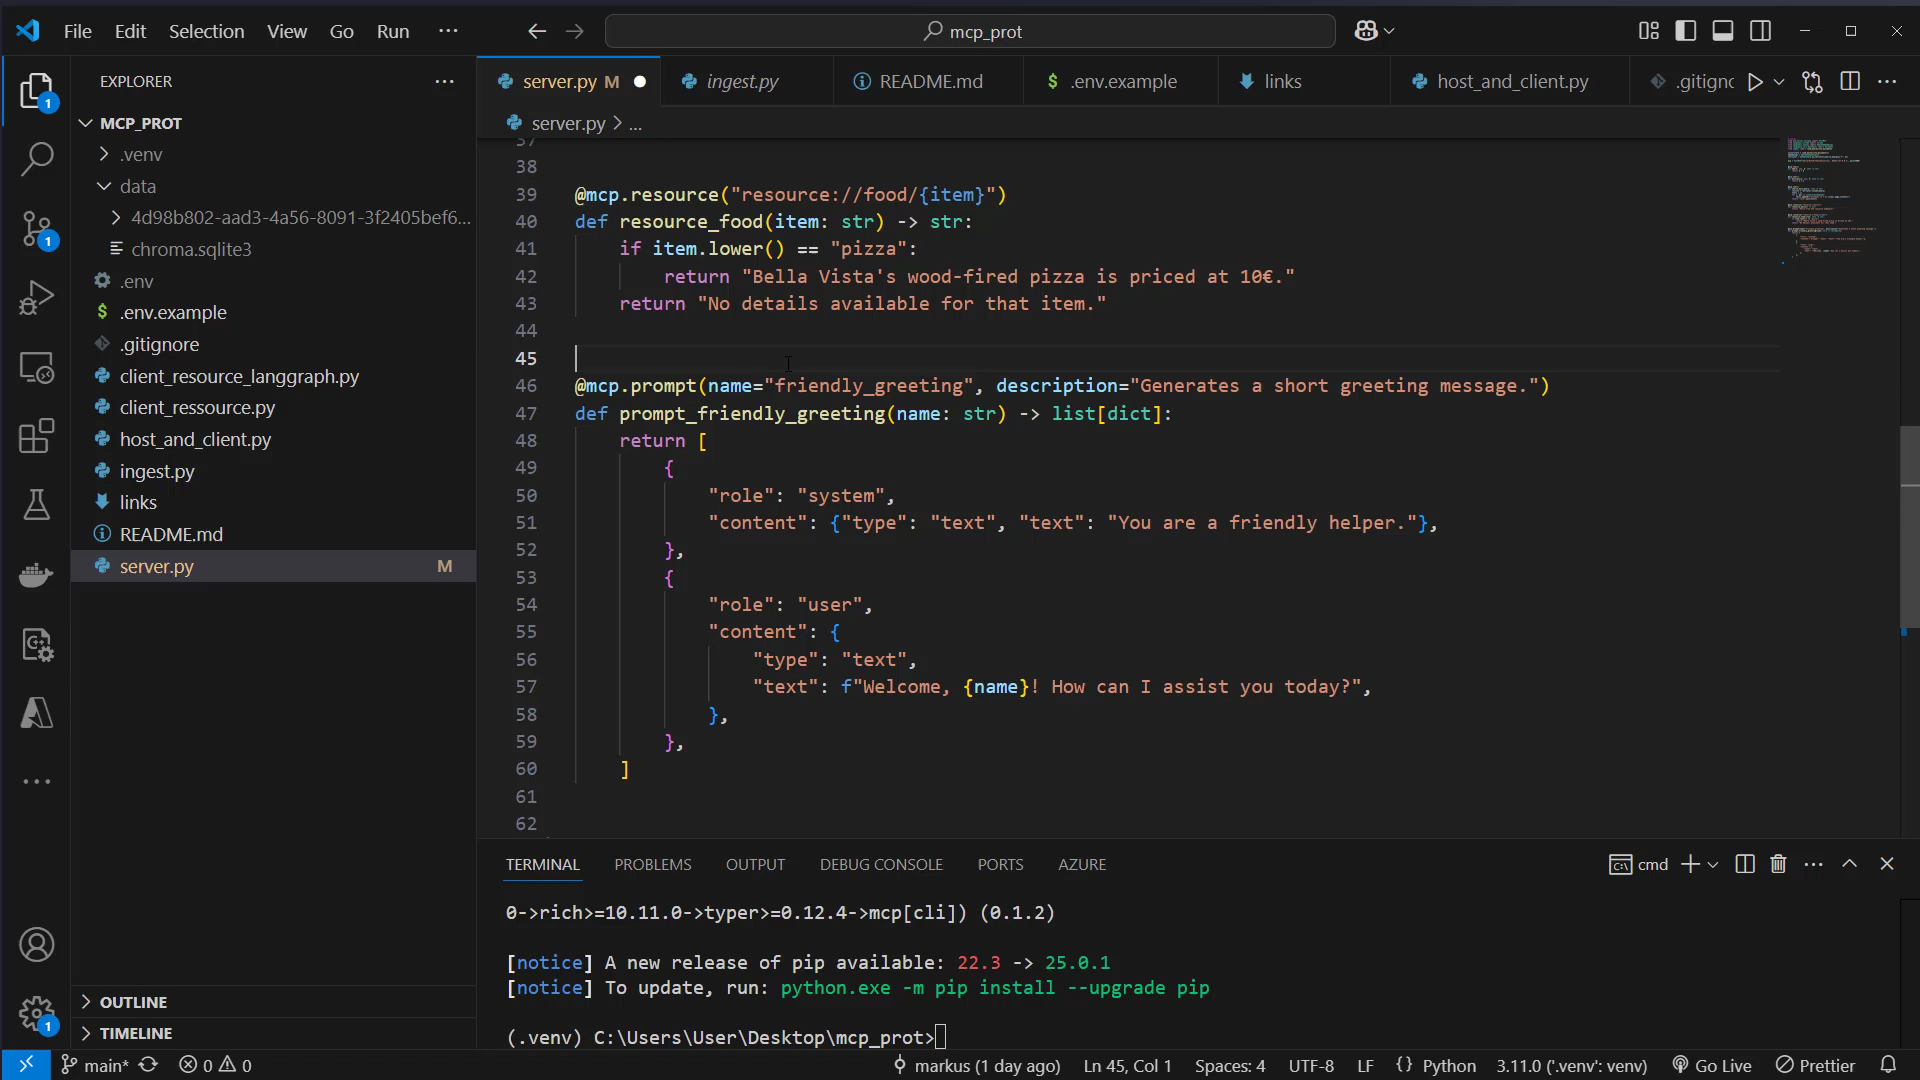 File Edit Selection View Go Run ··· mcp_prot
EXPLORER ···
server.py M ingest.py README.md $ .env.example links host_and_client.py .gitignc ···
server.py > ...
MCP_PROT
.venv
data
4d98b802-aad3-4a56-8091-3f2405bef6...
chroma.sqlite3
.env
$ .env.example
.gitignore
client_resource_langgraph.py
client_ressource.py
host_and_client.py
ingest.py
links
README.md
server.py M
OUTLINE
TIMELINE
1
1
1
37
38
39 @mcp.resource("resource://food/{item}")
40 def resource_food(item: str) -> str:
41 if item.lower() == "pizza":
42 return "Bella Vista's wood-fired pizza is priced at 10€."
43 return "No details available for that item."
44
45
46 @mcp.prompt(name="friendly_greeting", description="Generates a short greeting message.")
47 def prompt_friendly_greeting(name: str) -> list[dict]:
48 return [
49 {
50 "role": "system",
51 "content": {"type": "text", "text": "You are a friendly helper."},
52 },
53 {
54 "role": "user",
55 "content": {
56 "type": "text",
57 "text": f"Welcome, {name}! How can I assist you today?",
58 },
59 },
60 ]
61
62
TERMINAL PROBLEMS OUTPUT DEBUG CONSOLE PORTS AZURE cmd ···
0->rich>=10.11.0->typer>=0.12.4->mcp[cli]) (0.1.2)
[notice] A new release of pip available: 22.3 -> 25.0.1
[notice] To update, run: python.exe -m pip install --upgrade pip
(.venv) C:\Users\User\Desktop\mcp_prot>
main* 0 0 markus (1 day ago) Ln 45, Col 1 Spaces: 4 UTF-8 LF {} Python 3.11.0 ('.venv': venv) Go Live Prettier